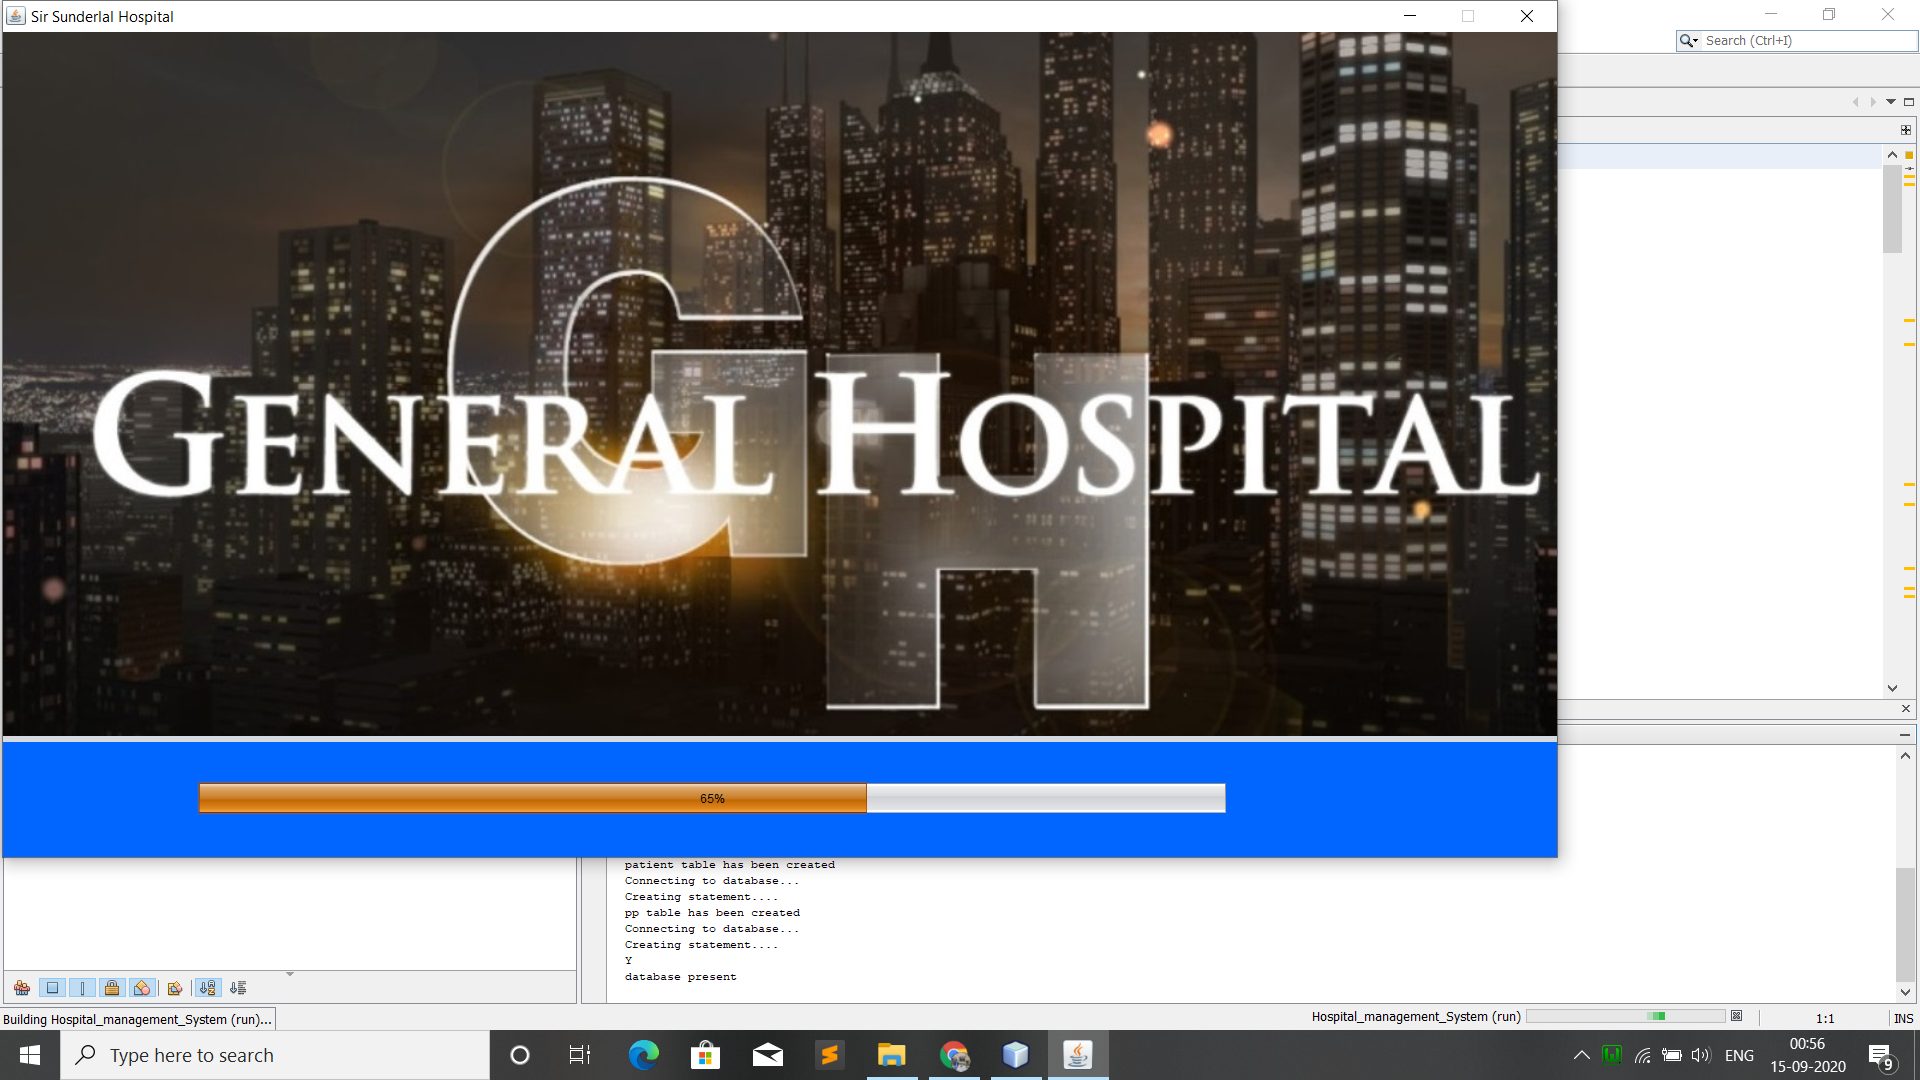 Sir Sunderlal Hospital
Search (Ctrl+I)
GENERAL HOSPITAL
65%
patient table has been created
Connecting to database...
Creating statement....
pp table has been created
Connecting to database...
Creating statement....
Y
database present
Building Hospital_management_System (run)...
Hospital_management_System (run)
1:1
INS
Type here to search
ENG
00:56
15-09-2020
9